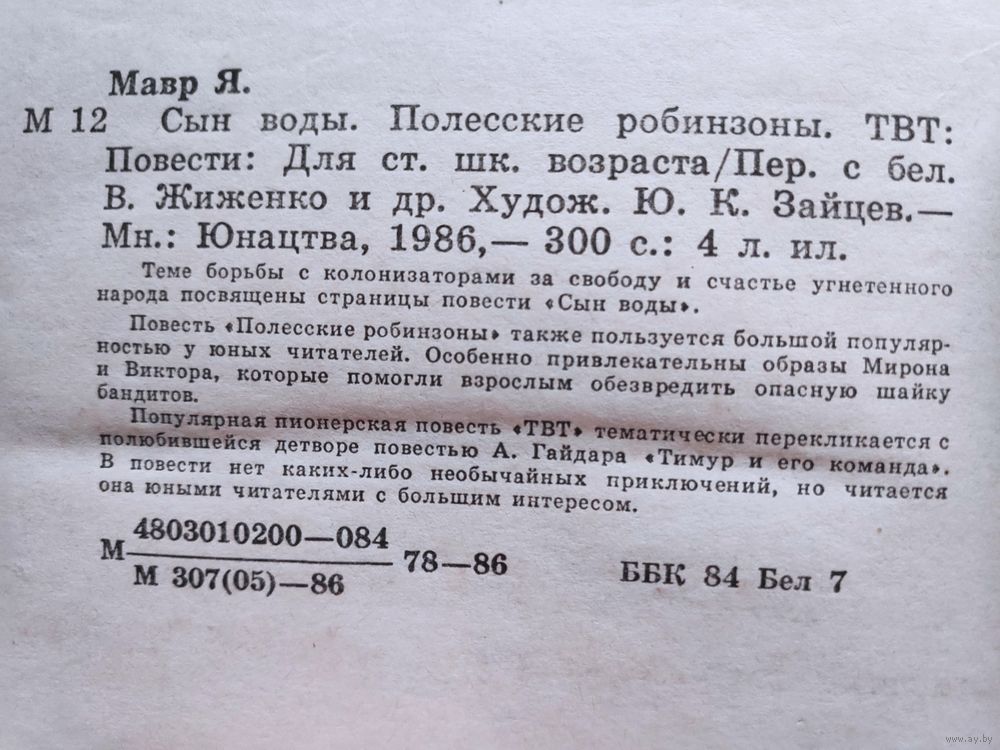 Мавр Я.
М 12 Сын воды. Полесские робинзоны. ТВТ:
Повести: Для ст. шк. возраста/Пер. с бел.
В. Жиженко и др. Худож. Ю. К. Зайцев.—
Мн.: Юнацтва, 1986,— 300 с.: 4 л. ил.
Теме борьбы с колонизаторами за свободу и счастье угнетенного
народа посвящены страницы повести «Сын воды».
Повесть «Полесские робинзоны» также пользуется большой популяр-
ностью у юных читателей. Особенно привлекательны образы Мирона
и Виктора, которые помогли взрослым обезвредить опасную шайку
бандитов.
Популярная пионерская повесть «ТВТ» тематически перекликается с
полюбившейся детворе повестью А. Гайдара «Тимур и его команда».
В повести нет каких-либо необычайных приключений, но читается
она юными читателями с большим интересом.
4803010200—084
М 78—86
М 307(05)—86
ББК 84 Бел 7
www.ay.by